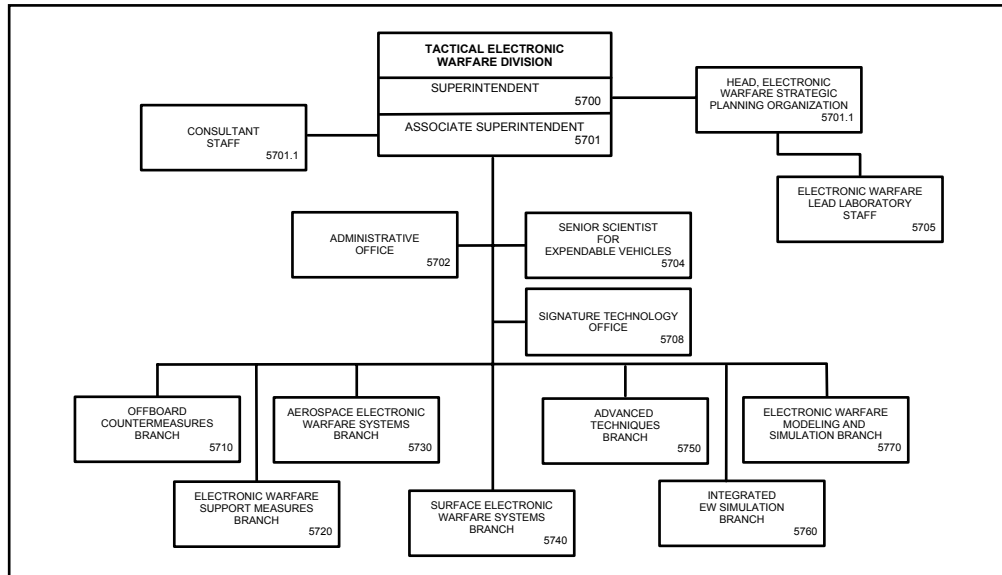 TACTICAL ELECTRONIC
WARFARE DIVISION
SUPERINTENDENT
5700
ASSOCIATE SUPERINTENDENT
5701
HEAD, ELECTRONIC
WARFARE STRATEGIC
PLANNING ORGANIZATION
5701.1
CONSULTANT
STAFF
5701.1
ELECTRONIC WARFARE
LEAD LABORATORY
STAFF
5705
ADMINISTRATIVE
OFFICE
5702
SENIOR SCIENTIST
FOR
EXPENDABLE VEHICLES
5704
SIGNATURE TECHNOLOGY
OFFICE
5708
OFFBOARD
COUNTERMEASURES
BRANCH
5710
AEROSPACE ELECTRONIC
WARFARE SYSTEMS
BRANCH
5730
ADVANCED
TECHNIQUES
BRANCH
5750
ELECTRONIC WARFARE
MODELING AND
SIMULATION BRANCH
5770
ELECTRONIC WARFARE
SUPPORT MEASURES
BRANCH
5720
SURFACE ELECTRONIC
WARFARE SYSTEMS
BRANCH
5740
INTEGRATED
EW SIMULATION
BRANCH
5760